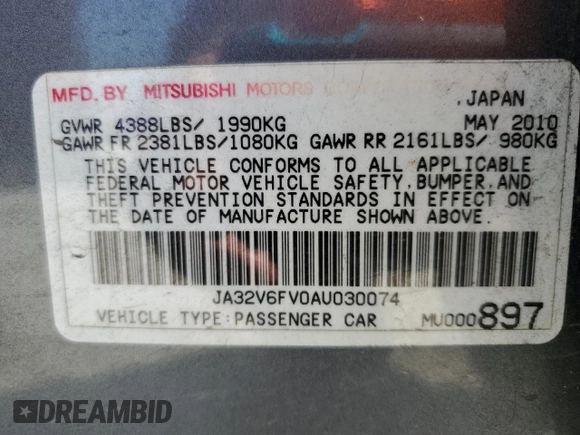 MFD. BY MITSUBISHI MOTORS CORPORATION
JAPAN
GVWR 4388LBS/ 1990KG MAY 2010
GAWR FR 2381LBS/1080KG GAWR RR 2161LBS/ 980KG
THIS VEHICLE CONFORMS TO ALL APPLICABLE
FEDERAL MOTOR VEHICLE SAFETY, BUMPER, AND
THEFT PREVENTION STANDARDS IN EFFECT ON
THE DATE OF MANUFACTURE SHOWN ABOVE.
JA32V6FV0AU030074
VEHICLE TYPE:PASSENGER CAR MU000897
DREAMBID